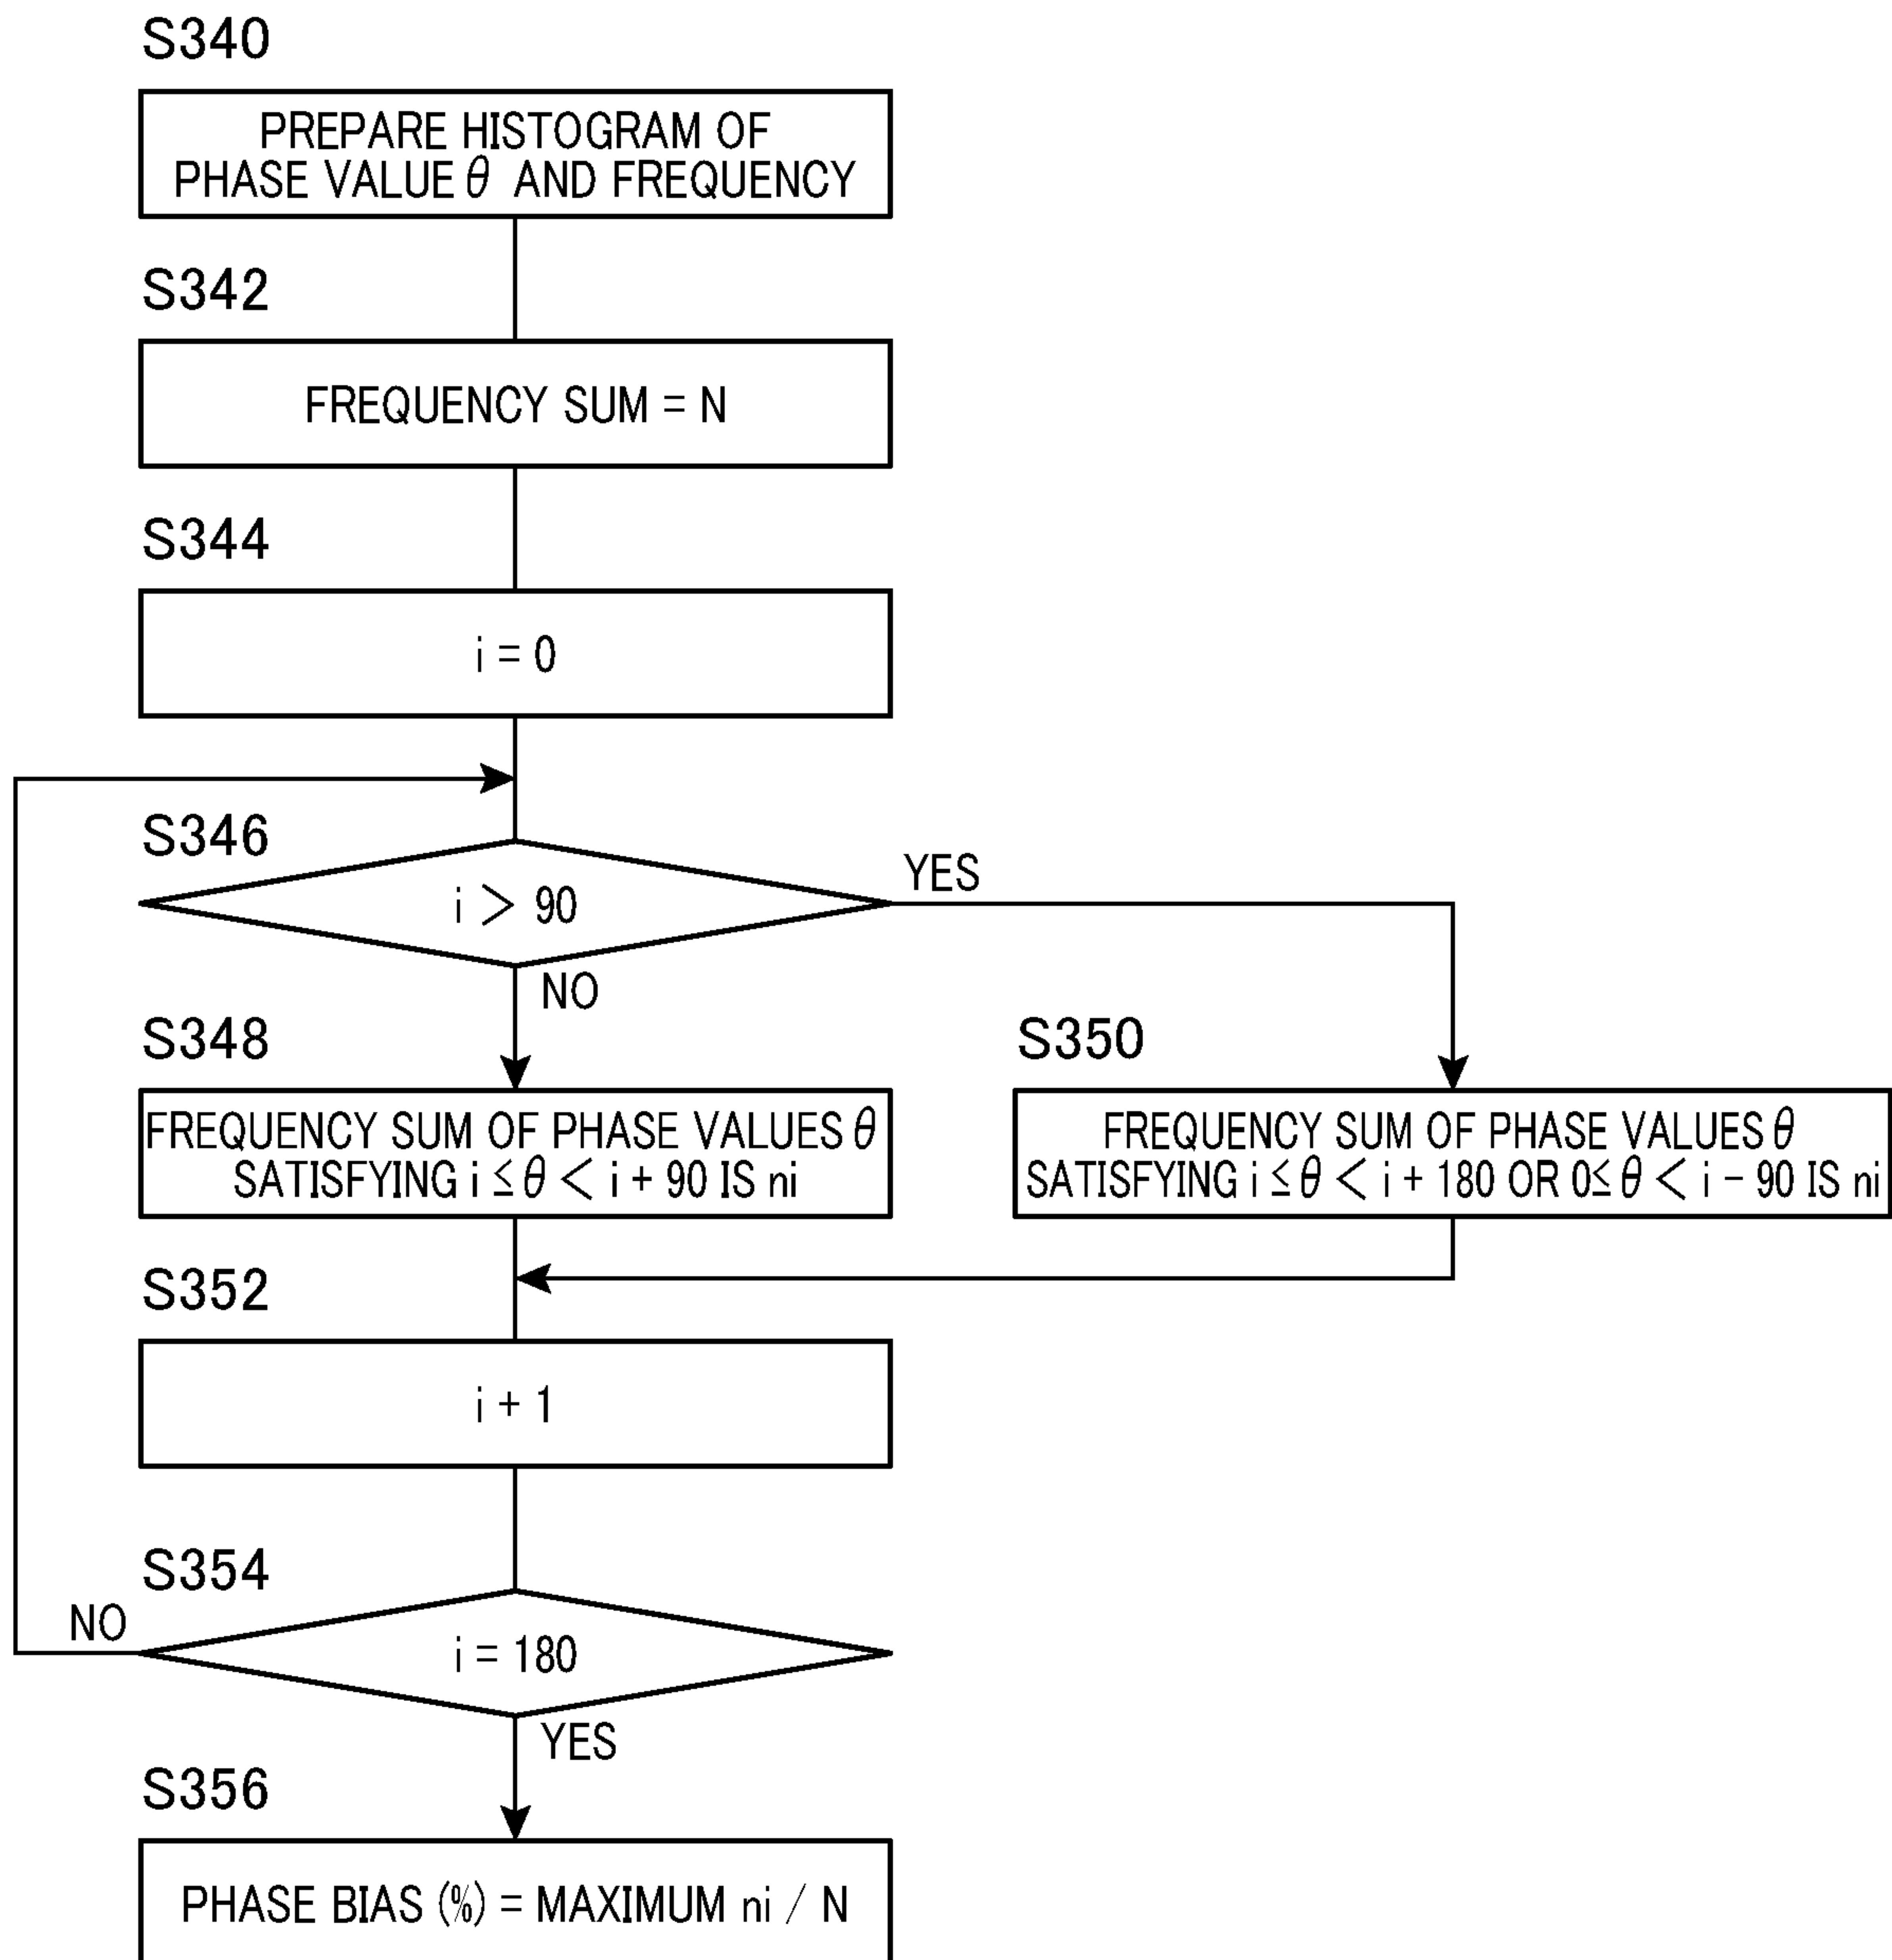 S340
PREPARE HISTOGRAM OF
PHASE VALUE θ AND FREQUENCY
S342
FREQUENCY SUM = N
S344
i = 0
S346
i > 90
YES
NO
S348
FREQUENCY SUM OF PHASE VALUES θ
SATISFYING i ≦ θ < i + 90 IS ni
S350
FREQUENCY SUM OF PHASE VALUES θ
SATISFYING i ≦ θ < i + 180 OR 0≦ θ < i - 90 IS ni
S352
i + 1
S354
NO
i = 180
YES
S356
PHASE BIAS (%) = MAXIMUM ni / N